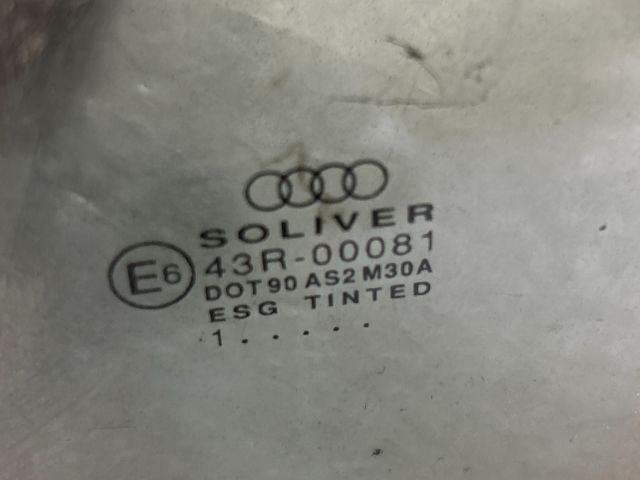 SOLIVER
E6 43R-00081
DOT90 AS2 M30A
ESG TINTED
1 . . . . .